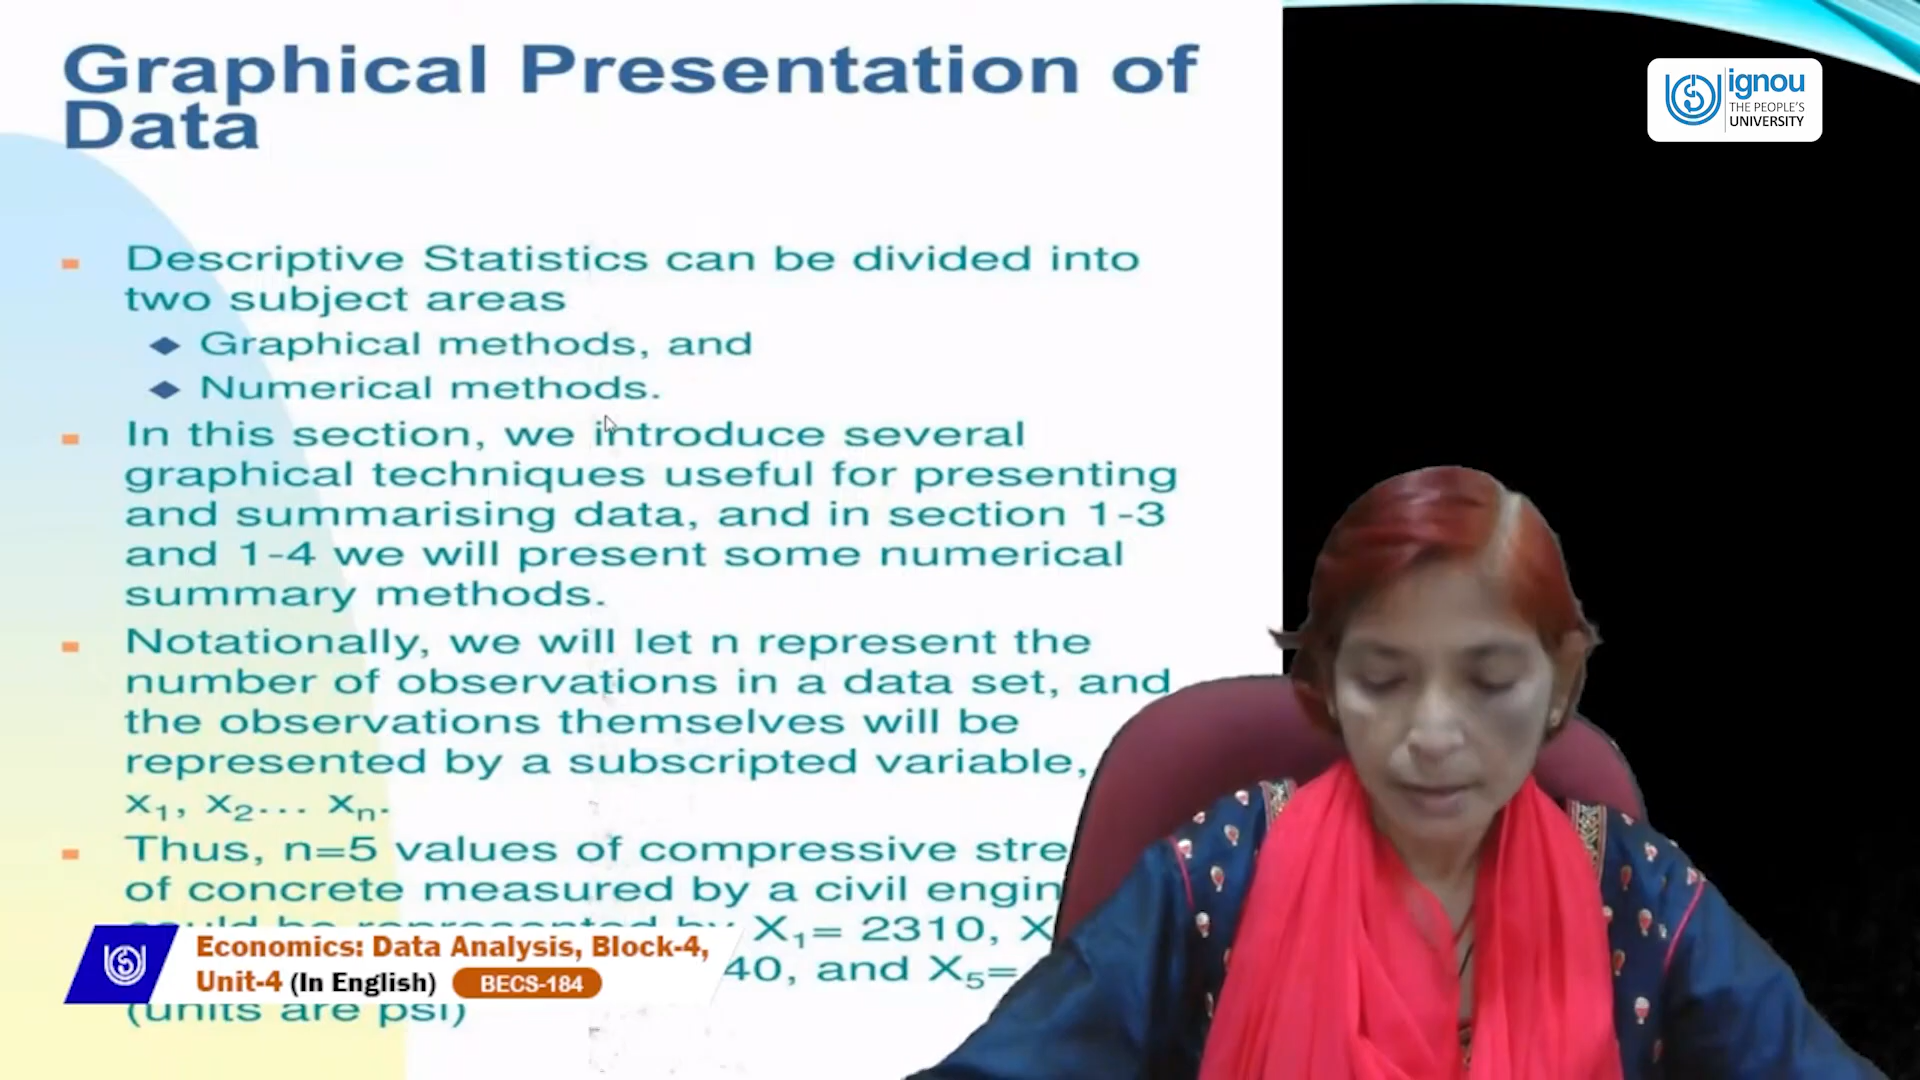 Graphical Presentation of
Data
ignou
THE PEOPLE'S
UNIVERSITY
Descriptive Statistics can be divided into
two subject areas
Graphical methods, and
Numerical methods.
In this section, we introduce several
graphical techniques useful for presenting
and summarising data, and in section 1-3
and 1-4 we will present some numerical
summary methods.
Notationally, we will let n represent the
number of observations in a data set, and
the observations themselves will be
represented by a subscripted variable,
X₁, X₂... Xₙ.
Thus, n=5 values of compressive stre
of concrete measured by a civil engin
could be represented by X₁= 2310, X
40, and X₅=
(units are psi)
Economics: Data Analysis, Block-4,
Unit-4 (In English) BECS-184